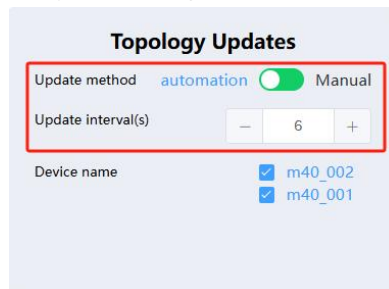 Topology Updates
Update method automation Manual
Update interval(s) − 6 +
Device name m40_002
m40_001